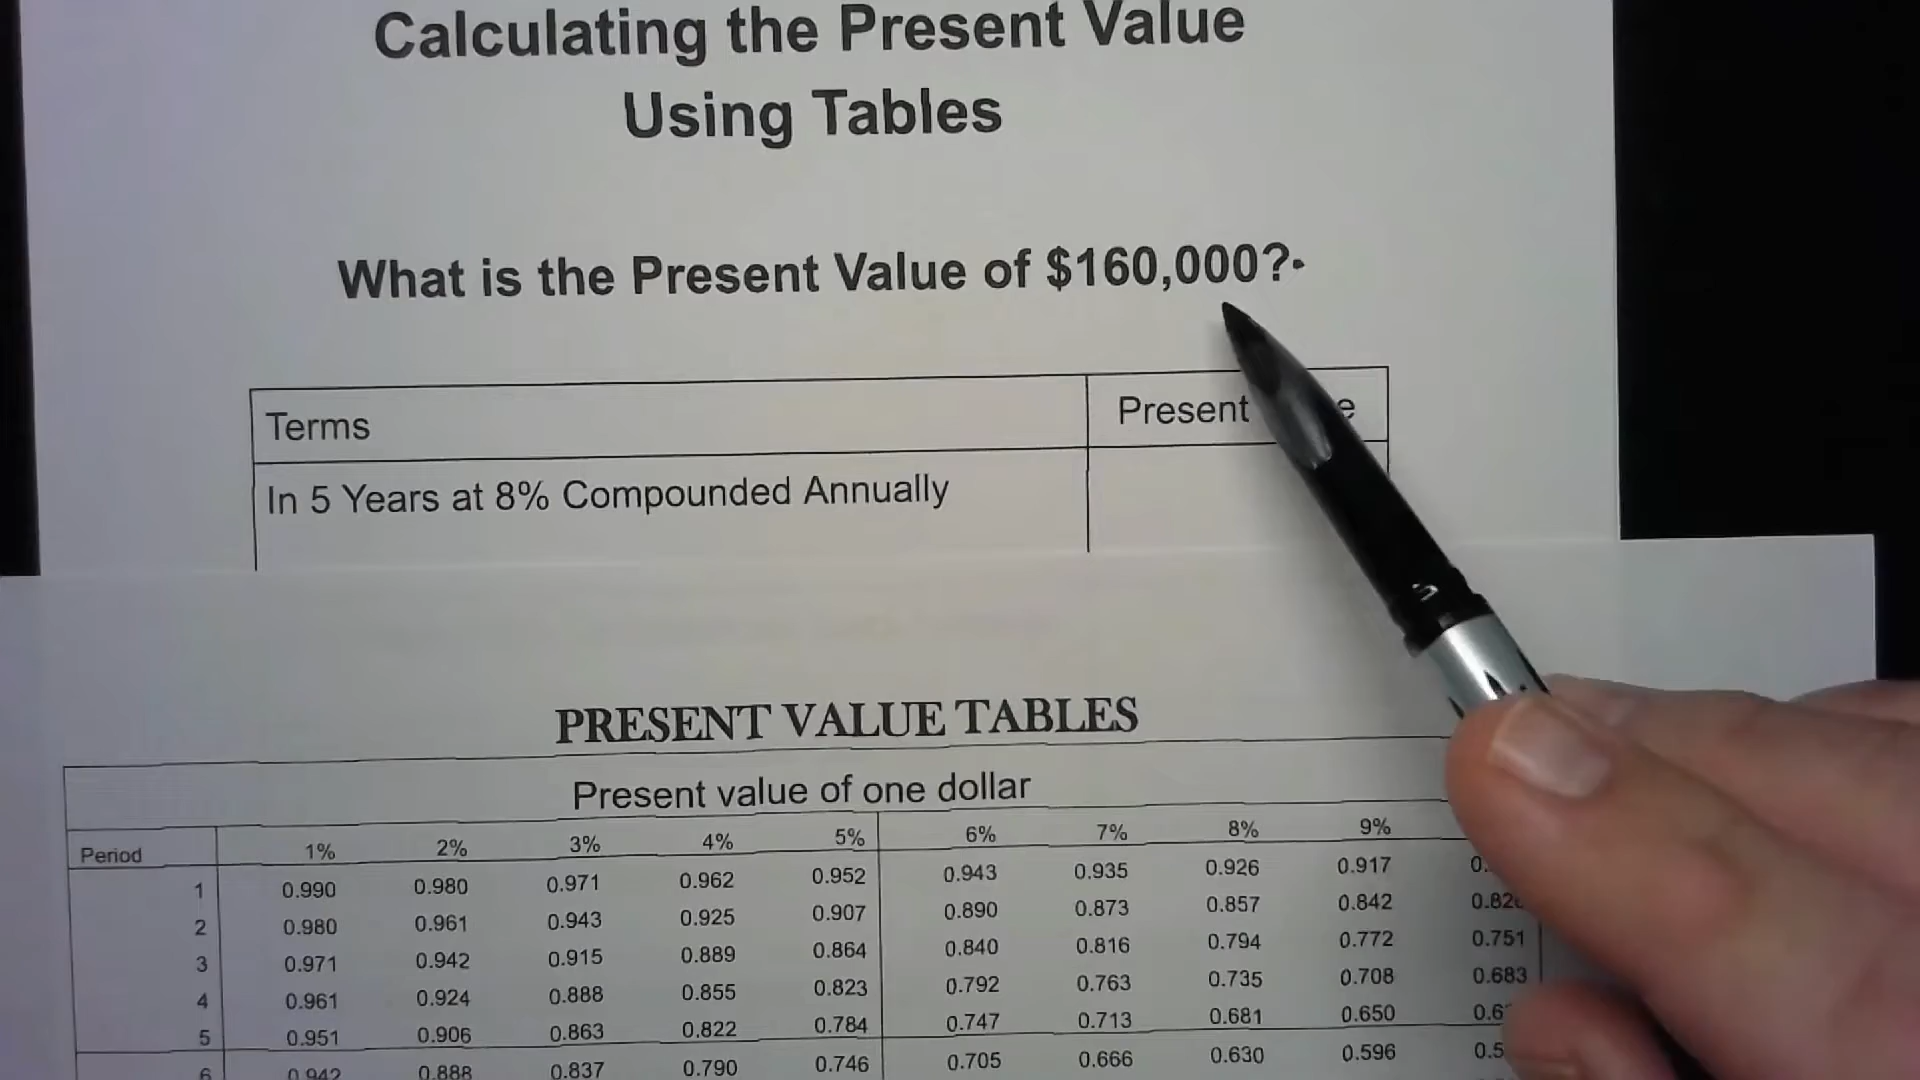 Calculating the Present Value
Using Tables
What is the Present Value of $160,000?
Terms Present
In 5 Years at 8% Compounded Annually
PRESENT VALUE TABLES
Present value of one dollar
Period 1% 2% 3% 4% 5% 6% 7% 8% 9%
1 0.990 0.980 0.971 0.962 0.952 0.943 0.935 0.926 0.917
2 0.980 0.961 0.943 0.925 0.907 0.890 0.873 0.857 0.842
3 0.971 0.942 0.915 0.889 0.864 0.840 0.816 0.794 0.772 0.751
4 0.961 0.924 0.888 0.855 0.823 0.792 0.763 0.735 0.708 0.683
5 0.951 0.906 0.863 0.822 0.784 0.747 0.713 0.681 0.650
6 0.942 0.888 0.837 0.790 0.746 0.705 0.666 0.630 0.596